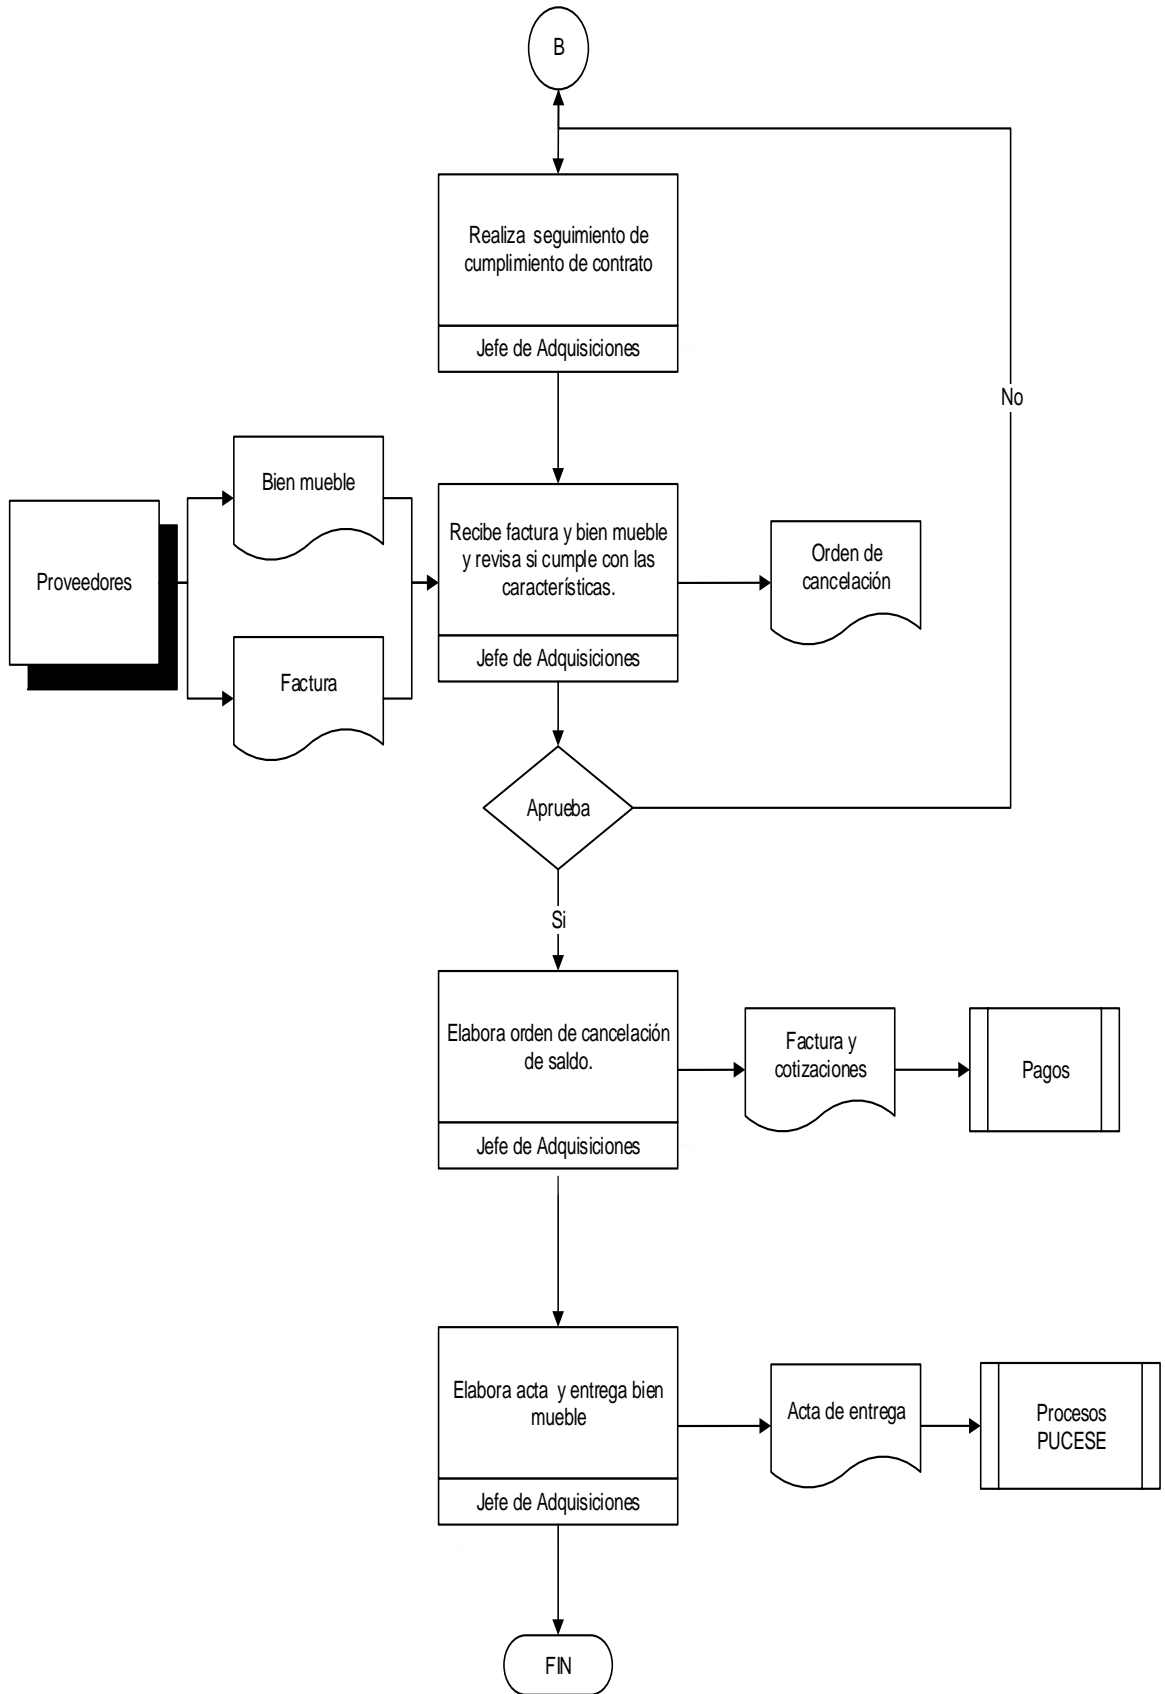 B
Realiza seguimiento de
cumplimiento de contrato
Jefe de Adquisiciones
No
Bien mueble
Proveedores
Factura
Recibe factura y bien mueble
y revisa si cumple con las
características.
Jefe de Adquisiciones
Orden de
cancelación
Aprueba
Si
Elabora orden de cancelación
de saldo.
Jefe de Adquisiciones
Factura y
cotizaciones
Pagos
Elabora acta y entrega bien
mueble
Jefe de Adquisiciones
Acta de entrega
Procesos
PUCESE
FIN